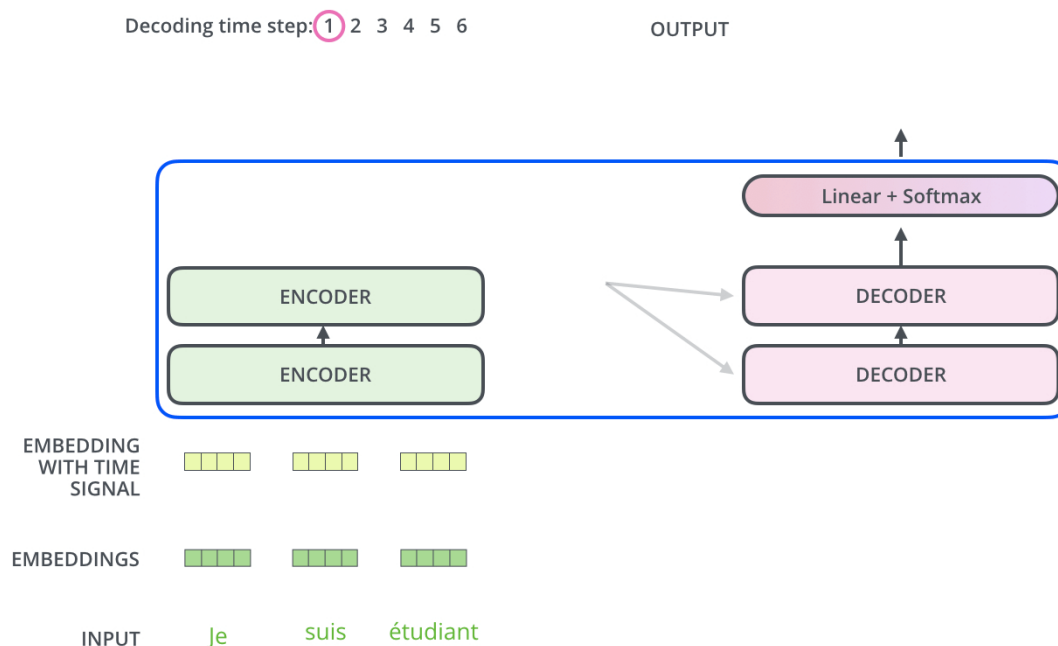 Decoding time step: 1 2 3 4 5 6
OUTPUT
Linear + Softmax
ENCODER
DECODER
ENCODER
DECODER
EMBEDDING
WITH TIME
SIGNAL
EMBEDDINGS
INPUT
Je suis étudiant